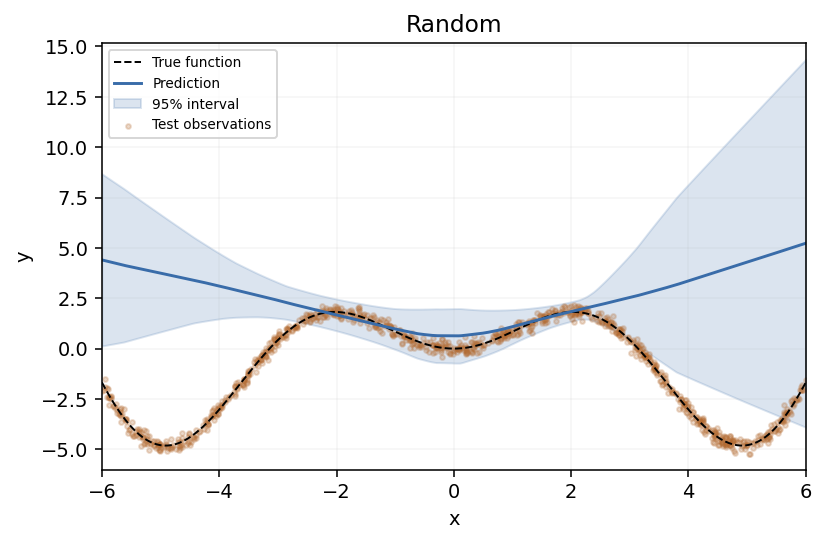 Random
True function
Prediction
95% interval
Test observations
15.0
12.5
10.0
7.5
5.0
2.5
0.0
−2.5
−5.0
y
−6 −4 −2 0 2 4 6
x